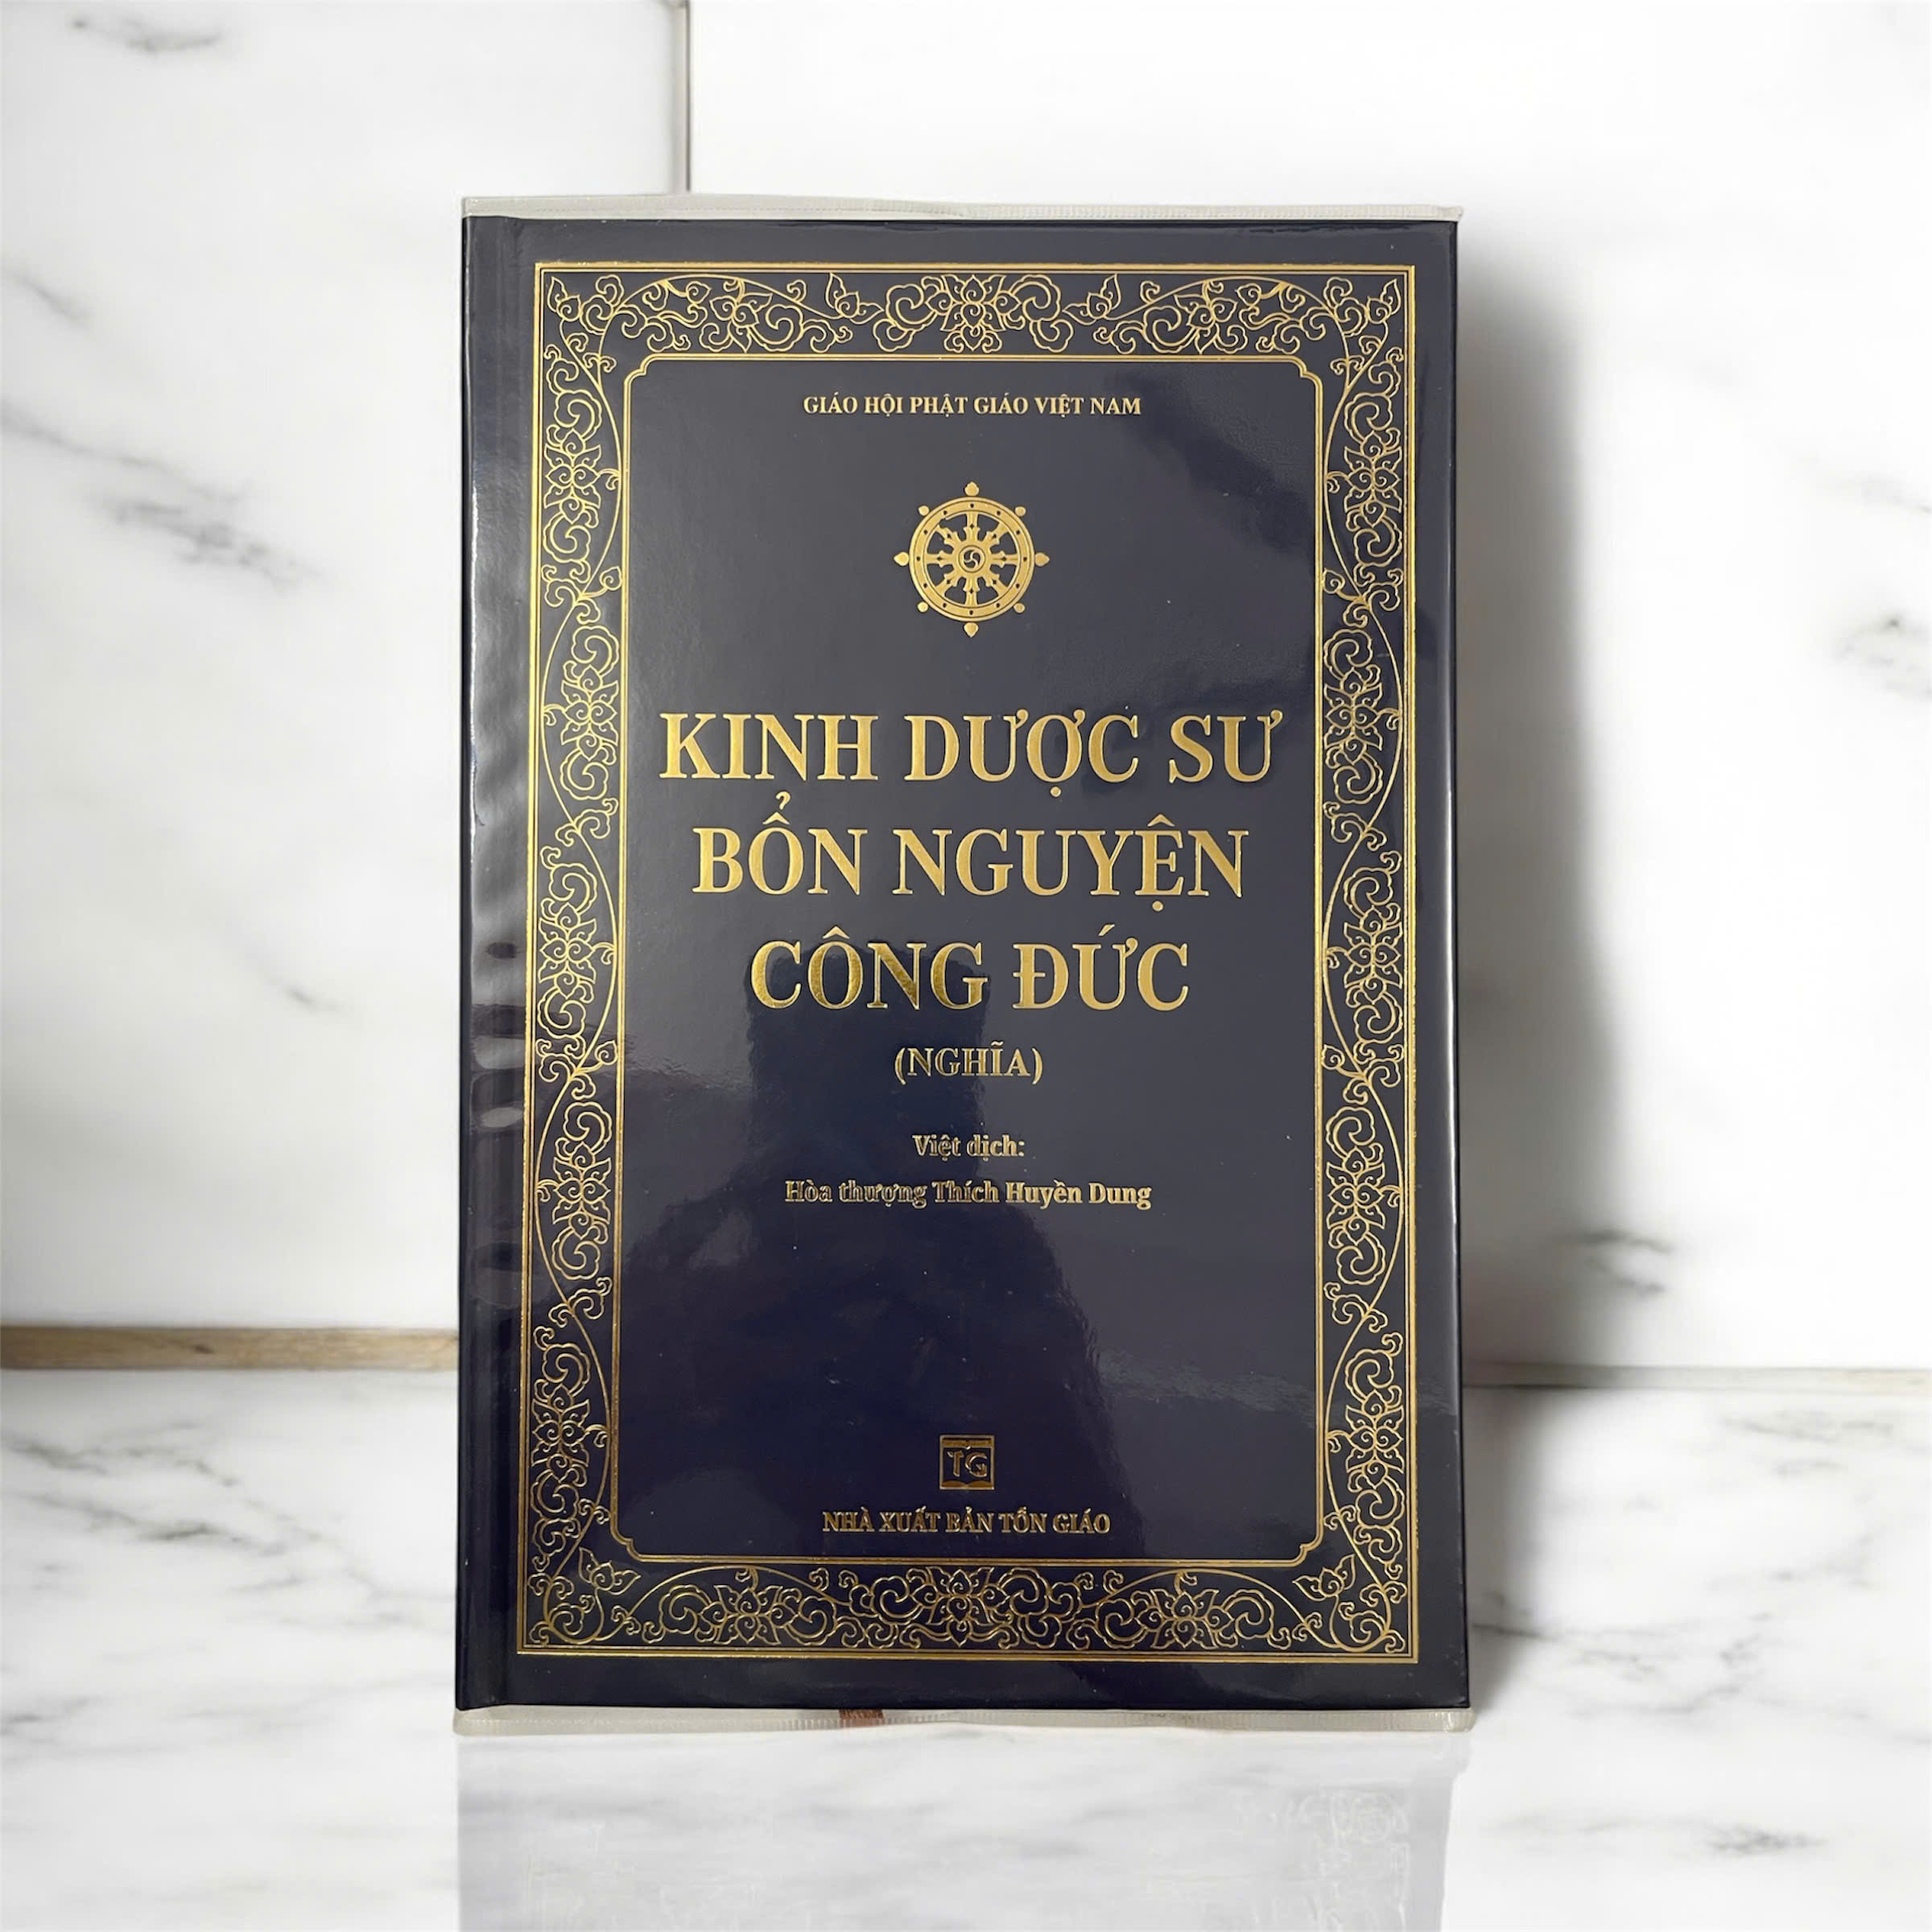 GIÁO HỘI PHẬT GIÁO VIỆT NAM
KINH DƯỢC SƯ
BỔN NGUYỆN
CÔNG ĐỨC
(NGHĨA)
Việt dịch:
Hòa thượng Thích Huyền Dung
TG
NHÀ XUẤT BẢN TÔN GIÁO